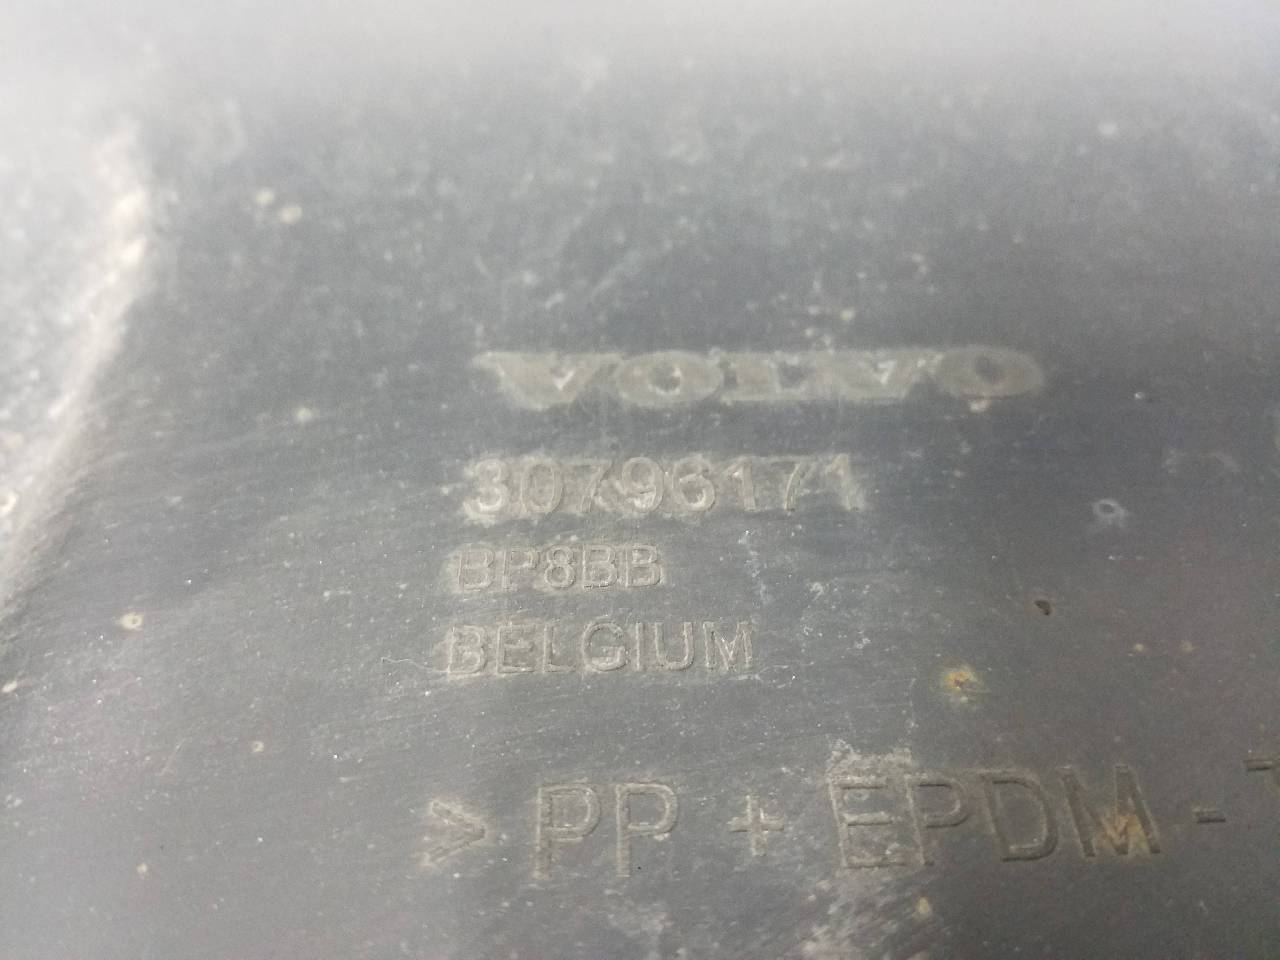 VOLVO
30796171
BP8BB
BELGIUM
>PP + EPDM -